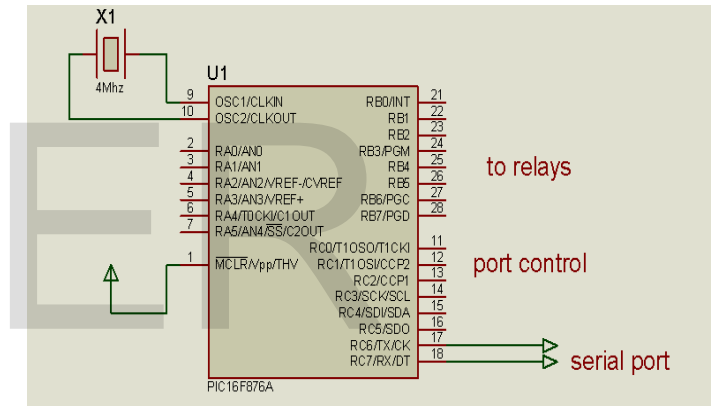 X1
4Mhz
U1
9 OSC1/CLKIN
10 OSC2/CLKOUT
2 RA0/AN0
3 RA1/AN1
4 RA2/AN2/VREF-/CVREF
5 RA3/AN3/VREF+
6 RA4/T0CKI/C1OUT
7 RA5/AN4/SS/C2OUT
1 MCLR/Vpp/THV
RB0/INT 21
RB1 22
RB2 23
RB3/PGM 24
RB4 25
RB5 26
RB6/PGC 27
RB7/PGD 28
RC0/T1OSO/T1CKI 11
RC1/T1OSI/CCP2 12
RC2/CCP1 13
RC3/SCK/SCL 14
RC4/SDI/SDA 15
RC5/SDO 16
RC6/TX/CK 17
RC7/RX/DT 18
PIC16F876A
to relays
port control
serial port
ER